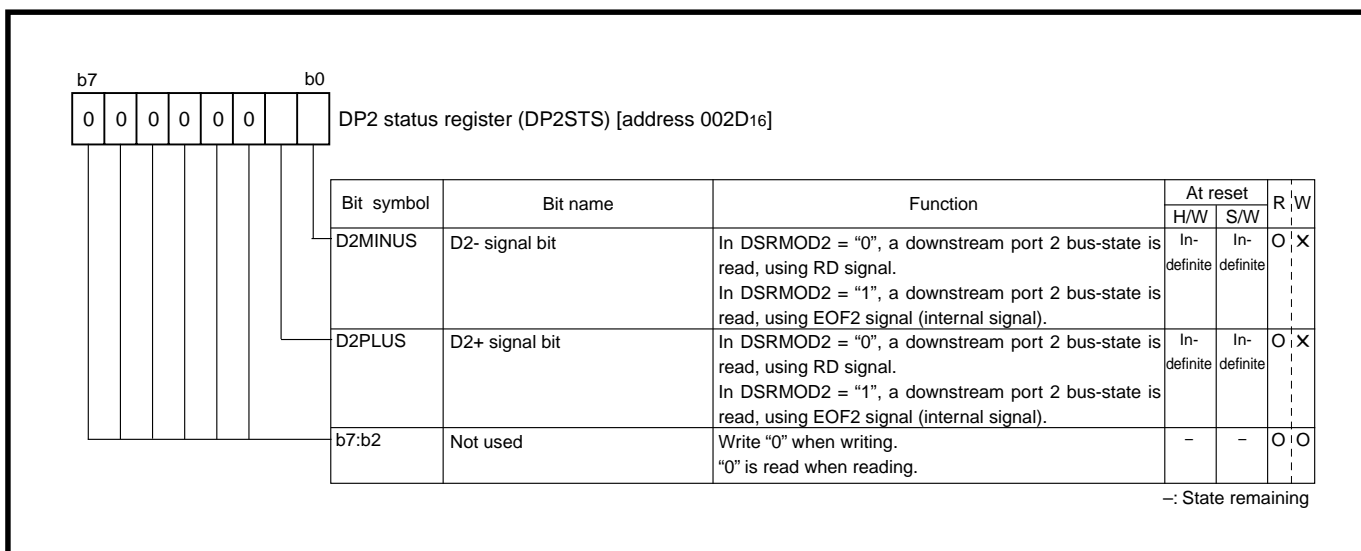 b7 b0
0 0 0 0 0 0 DP2 status register (DP2STS) [address 002D16]
Bit symbol Bit name Function At reset R W
H/W S/W
D2MINUS D2- signal bit In DSRMOD2 = “0”, a downstream port 2 bus-state is In- In- O ✕
read, using RD signal. definite definite
In DSRMOD2 = “1”, a downstream port 2 bus-state is
read, using EOF2 signal (internal signal).
D2PLUS D2+ signal bit In DSRMOD2 = “0”, a downstream port 2 bus-state is In- In- O ✕
read, using RD signal. definite definite
In DSRMOD2 = “1”, a downstream port 2 bus-state is
read, using EOF2 signal (internal signal).
b7:b2 Not used Write “0” when writing. – – O O
“0” is read when reading.
–: State remaining